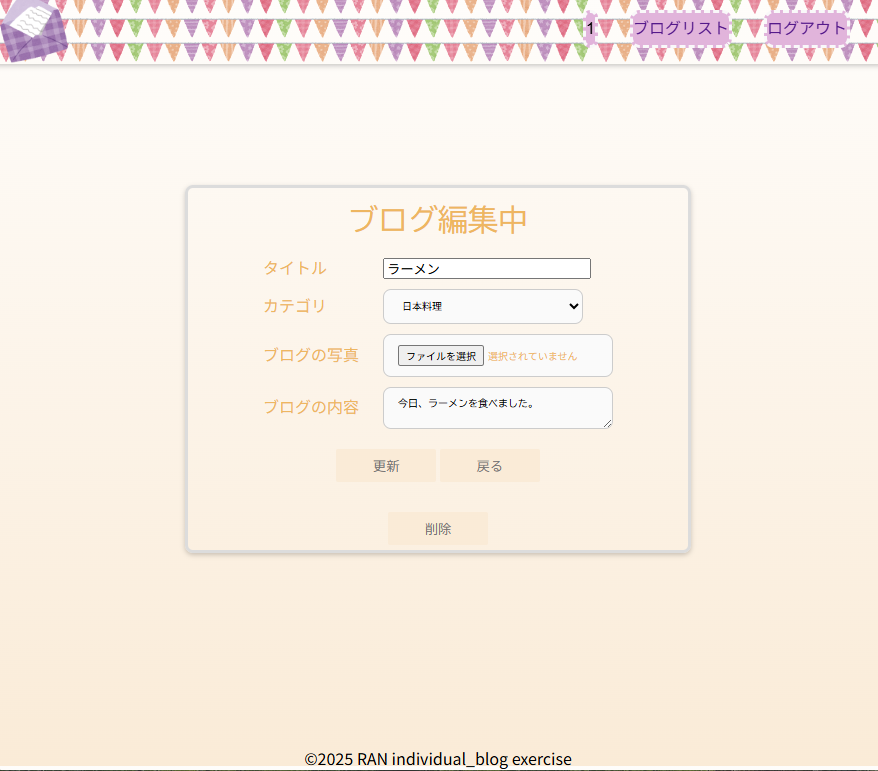 1 ブログリスト ログアウト
ブログ編集中
タイトル ラーメン
カテゴリ 日本料理
ブログの写真 ファイルを選択 選択されていません
ブログの内容 今日、ラーメンを食べました。
更新 戻る
削除
©2025 RAN individual_blog exercise